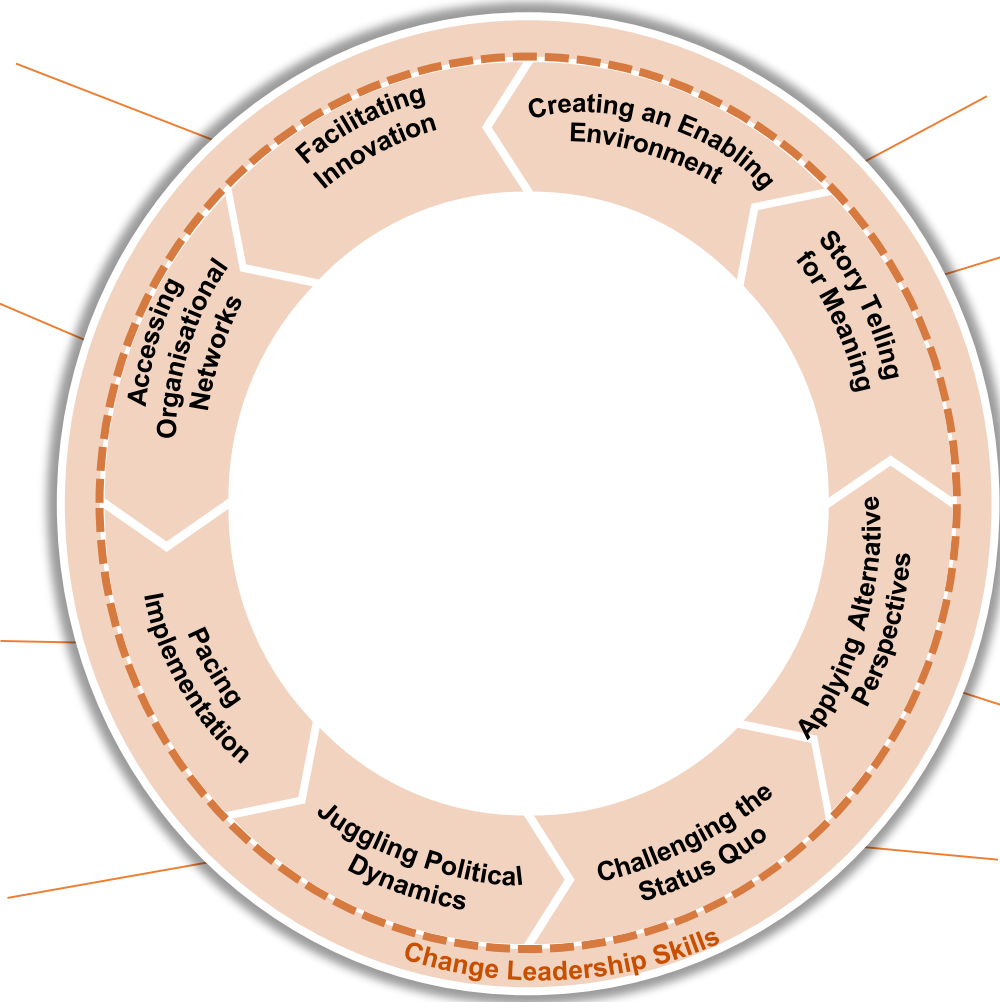 Creating an Enabling
Environment
Story Telling
for Meaning
Applying Alternative
Perspectives
Challenging the
Status Quo
Juggling Political
Dynamics
Pacing
Implementation
Accessing
Organisational
Networks
Facilitating
Innovation
Change Leadership Skills